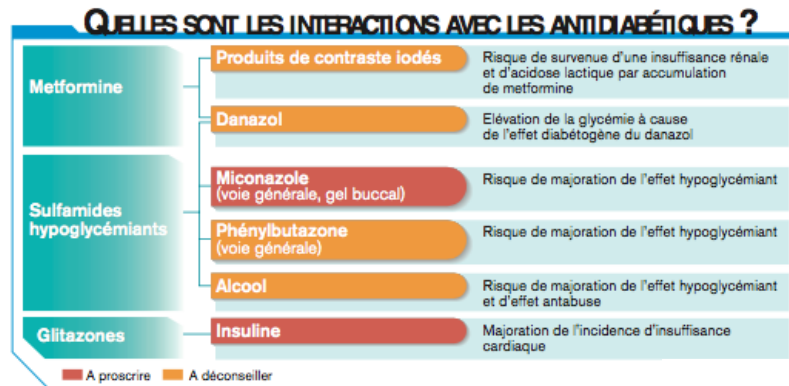 QUELLES SONT LES INTERACTIONS AVEC LES ANTIDIABÉTIQUES ?
Metformine
Produits de contraste iodés
Risque de survenue d'une insuffisance rénale
et d'acidose lactique par accumulation
de metformine
Danazol
Elévation de la glycémie à cause
de l'effet diabétogène du danazol
Sulfamides
hypoglycémiants
Miconazole
(voie générale, gel buccal)
Risque de majoration de l'effet hypoglycémiant
Phénylbutazone
(voie générale)
Risque de majoration de l'effet hypoglycémiant
Alcool
Risque de majoration de l'effet hypoglycémiant
et d'effet antabuse
Glitazones
Insuline
Majoration de l'incidence d'insuffisance
cardiaque
A proscrire
A déconseiller